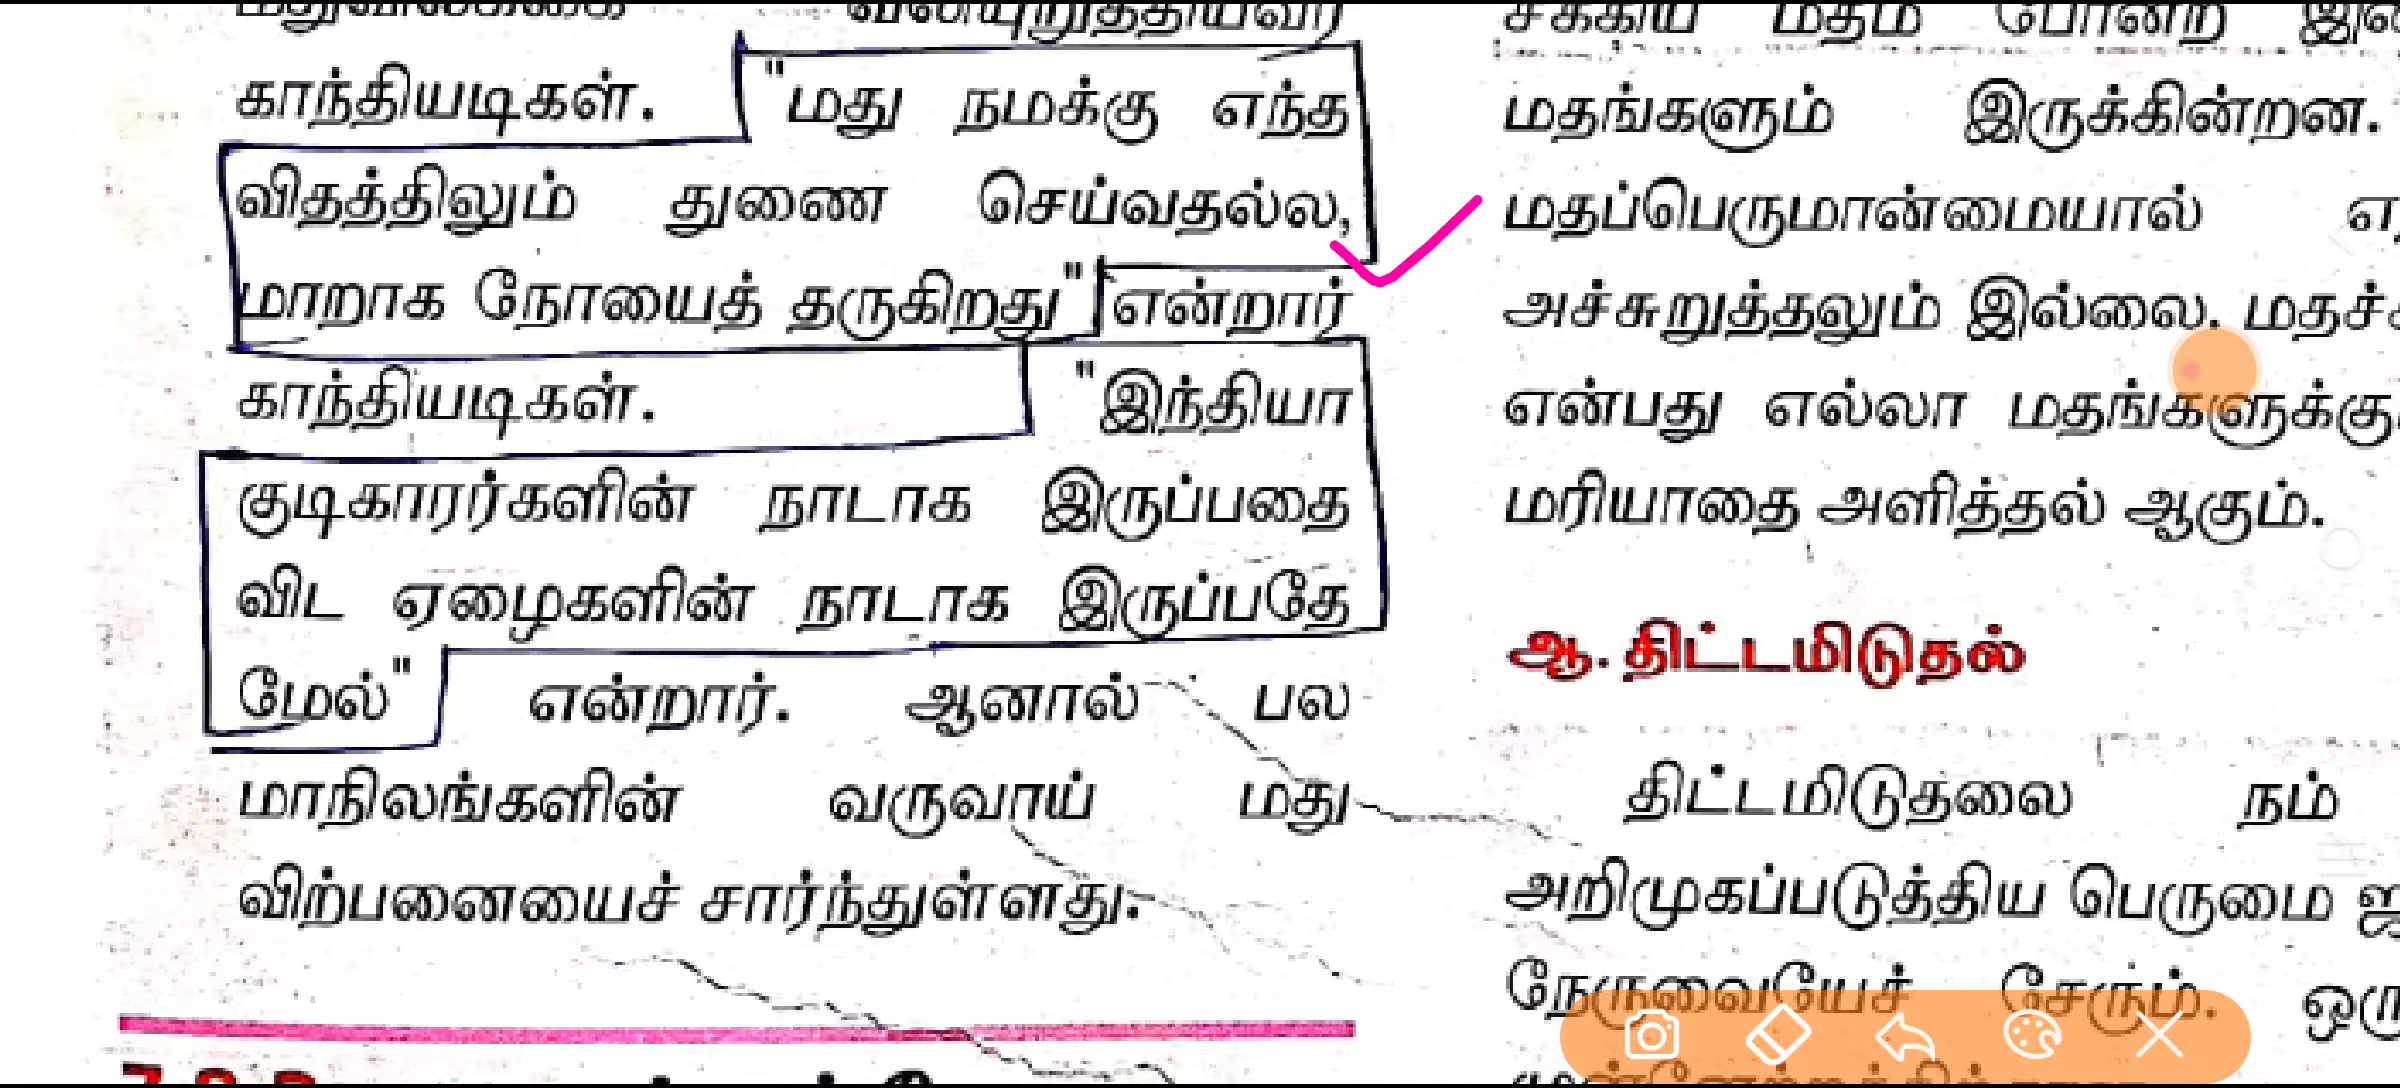 காந்தியடிகள். "மது நமக்கு எந்த
விதத்திலும் துணை செய்வதல்ல,
மாறாக நோயைத் தருகிறது" என்றார்
காந்தியடிகள். "இந்தியா
குடிகாரர்களின் நாடாக இருப்பதை
விட ஏழைகளின் நாடாக இருப்பதே
மேல்" என்றார். ஆனால் பல
மாநிலங்களின் வருவாய் மது
விற்பனையைச் சார்ந்துள்ளது.
சீக்கிய மதம் போன்ற
மதங்களும் இருக்கின்றன.
மதப்பெருமான்மையால்
அச்சுறுத்தலும் இல்லை.
என்பது எல்லா
மரியாதை அளித்தல் ஆகும்.
ஆ. திட்டமிடுதல்
திட்டமிடுதலை நம்
அறிமுகப்படுத்திய பெருமை
நேருவையேச் சேரும்.